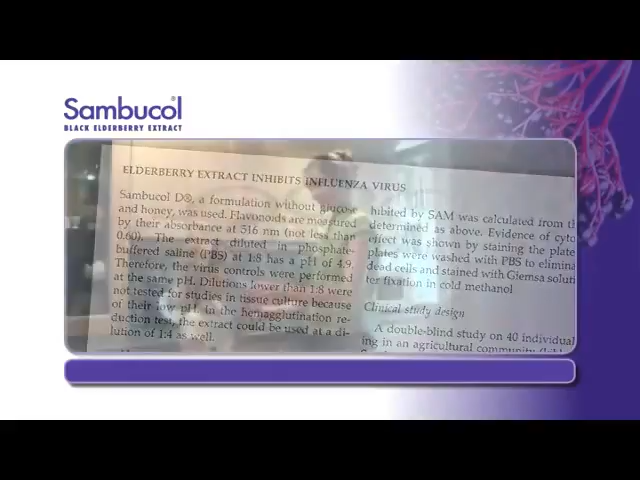 Sambucol
BLACK ELDERBERRY EXTRACT
ELDERBERRY EXTRACT INHIBITS INFLUENZA VIRUS
Sambucol D®, a formulation without glucose
and honey, was used. Flavonoids are measured
by their absorbance at 516 nm (not less than
0.60). The extract diluted in phosphate-
buffered saline (PBS) at 1:8 has a pH of 4.9.
Therefore, the virus controls were performed
at the same pH. Dilutions lower than 1:8 were
not tested for studies in tissue culture because
of their low pH. In the hemagglutination re-
duction test, the extract could be used at a di-
lution of 1:4 as well.
hibited by SAM was calculated from th
determined as above. Evidence of cyto
effect was shown by staining the plate
plates were washed with PBS to elimina
dead cells and stained with Giemsa soluti
ter fixation in cold methanol
Clinical study design
A double-blind study on 40 individual
ing in an agricultural community